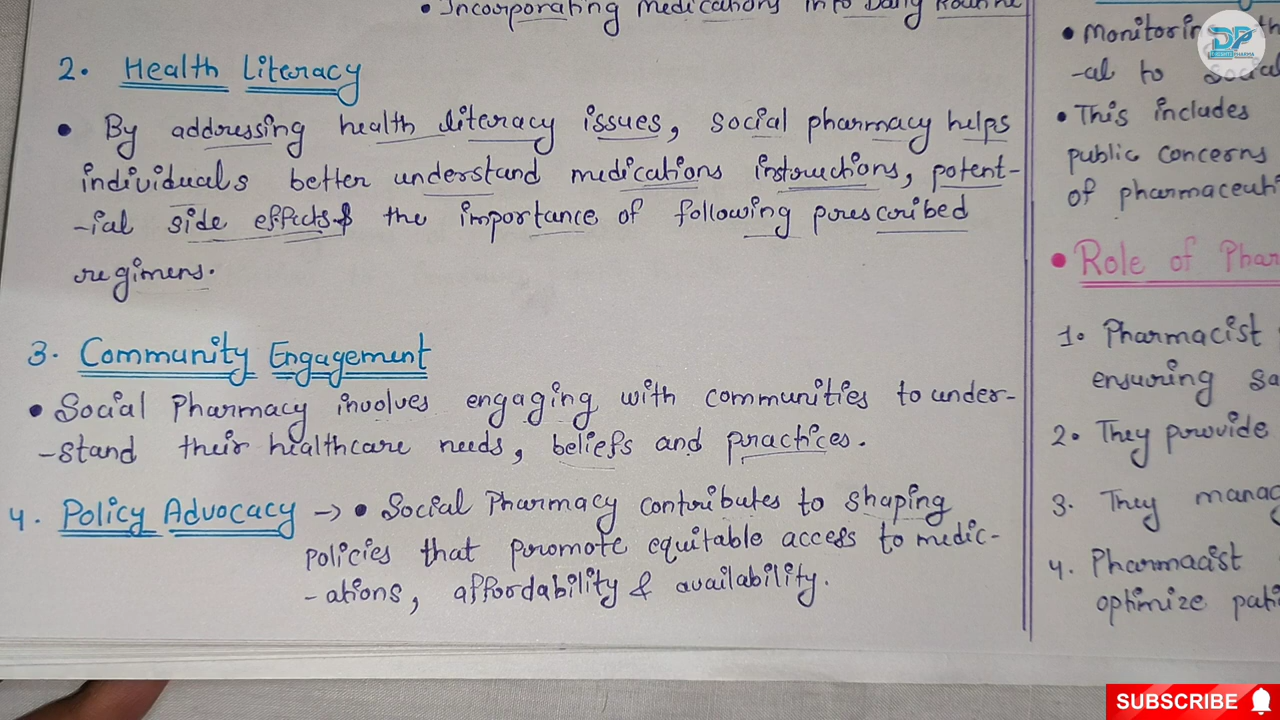 • Incorporating medications into Daily Routine
2. Health Literacy
• By addressing health literacy issues, social pharmacy helps
individuals better understand medications instructions, potent-
-ial side effects & the importance of following prescribed
regimens.
3. Community Engagement
• Social Pharmacy involves engaging with communities to under-
-stand their healthcare needs, beliefs and practices.
4. Policy Advocacy → • Social Pharmacy contributes to shaping
policies that promote equitable access to medic-
-ations, affordability & availability.
• Monitoring
-al to social
• This includes
public concerns
of pharmaceuti
• Role of Phar
1. Pharmacist
ensuring sa
2. They provide
3. They manag
4. Pharmacist
optimize pati
DP
SUBSCRIBE